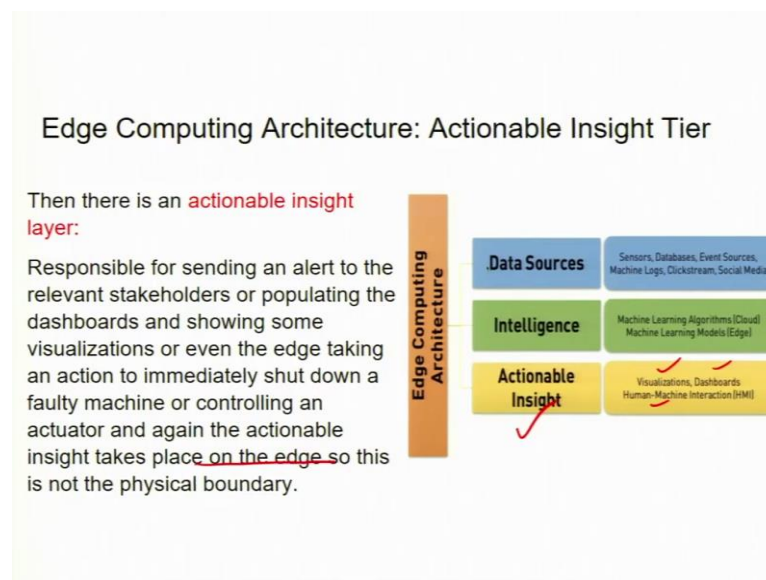 Edge Computing Architecture: Actionable Insight Tier
Then there is an actionable insight
layer:
Responsible for sending an alert to the
relevant stakeholders or populating the
dashboards and showing some
visualizations or even the edge taking
an action to immediately shut down a
faulty machine or controlling an
actuator and again the actionable
insight takes place on the edge so this
is not the physical boundary.
Edge Computing
Architecture
.Data Sources
Sensors, Databases, Event Sources,
Machine Logs, Clickstream, Social Media
Intelligence
Machine Learning Algorithms (Cloud)
Machine Learning Models (Edge)
Actionable
Insight
Visualizations, Dashboards
Human-Machine Interaction (HMI)